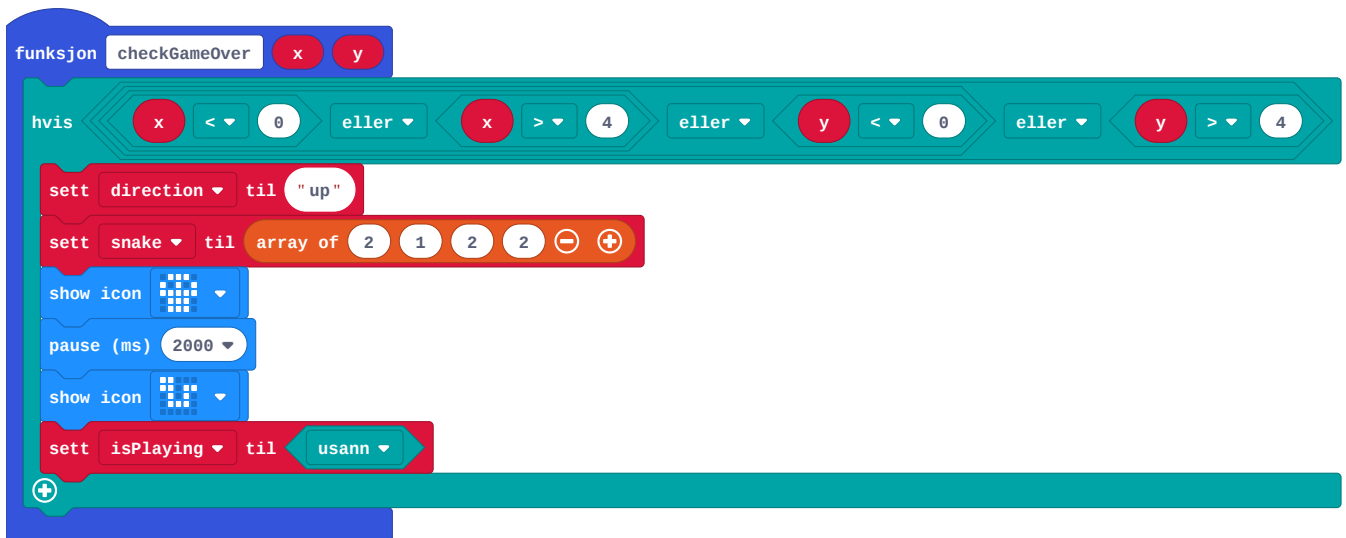 funksjon checkGameOver x y
hvis x < 0 eller x > 4 eller y < 0 eller y > 4
sett direction til "up"
sett snake til array of 2 1 2 2
show icon
pause (ms) 2000
show icon
sett isPlaying til usann